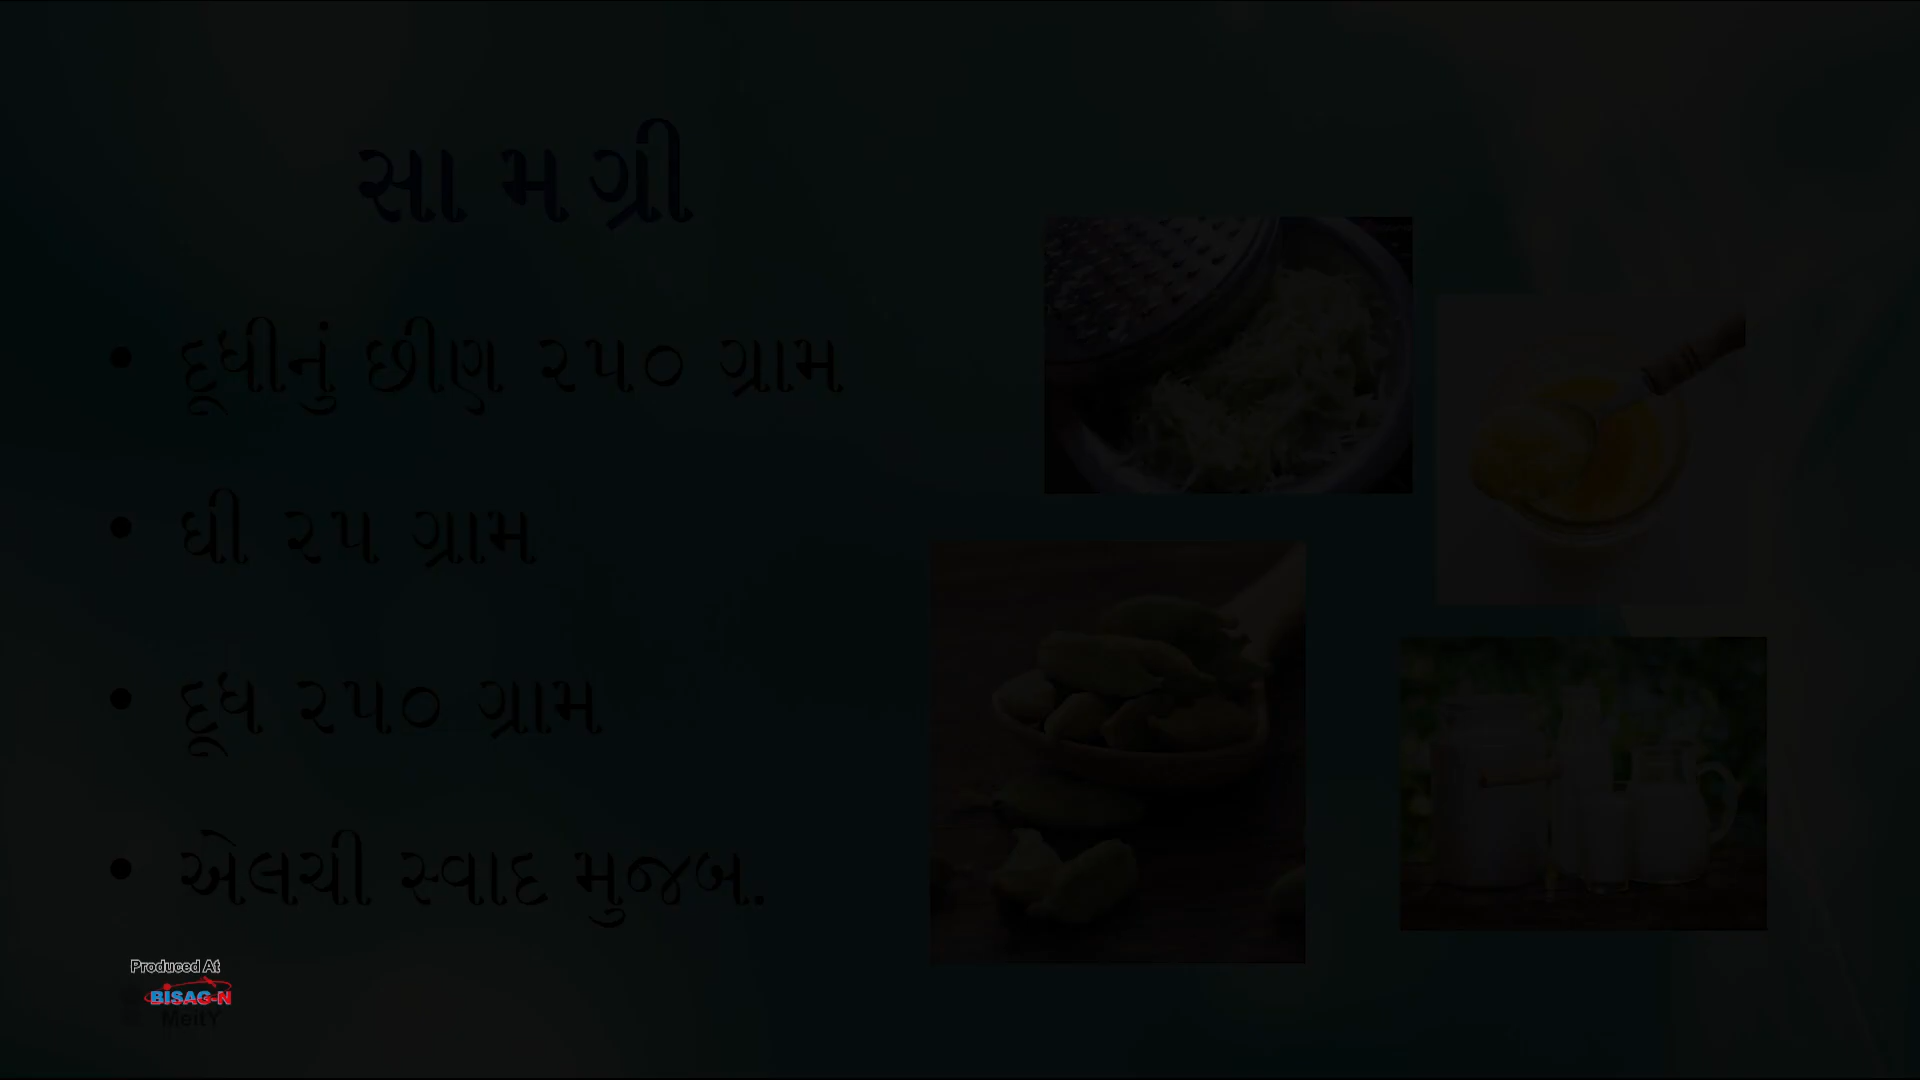 સામગ્રી
• દૂધીનું છીણ ૨૫૦ ગ્રામ
• ઘી ૨૫ ગ્રામ
• દૂધ ૨૫૦ ગ્રામ
• એલચી સ્વાદ મુજબ.
Produced At
BISAG-N
MeitY